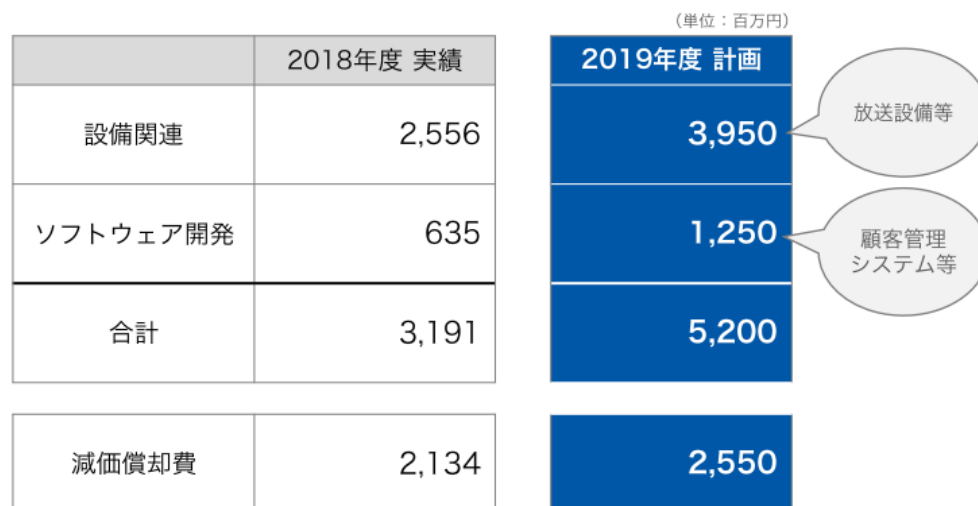 （単位：百万円）
2018年度 実績 2019年度 計画
設備関連 2,556 3,950 放送設備等
ソフトウェア開発 635 1,250 顧客管理
システム等
合計 3,191 5,200
減価償却費 2,134 2,550